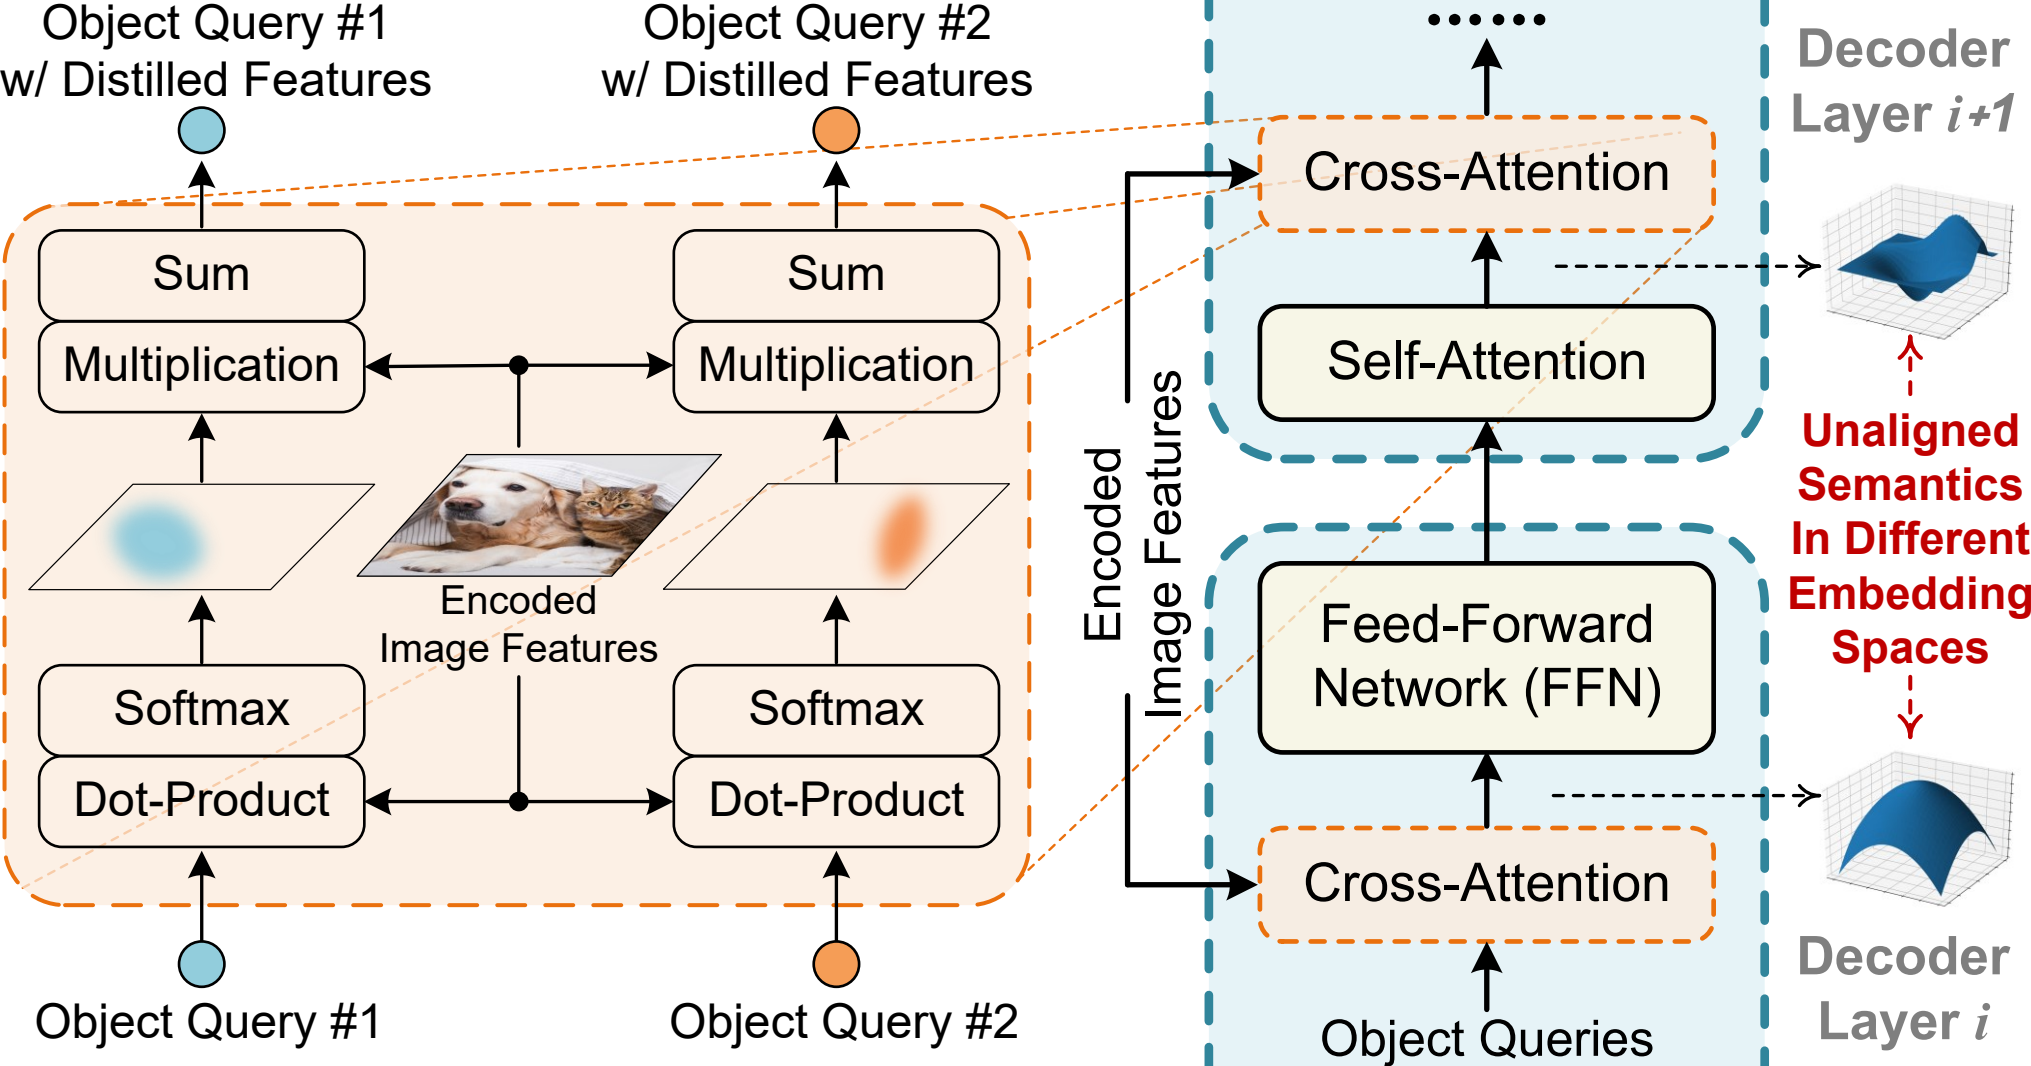 Object Query #1
w/ Distilled Features
Object Query #2
w/ Distilled Features
Sum
Multiplication
Sum
Multiplication
Encoded
Image Features
Softmax
Dot-Product
Softmax
Dot-Product
Object Query #1
Object Query #2
Encoded
Image Features
......
Cross-Attention
Self-Attention
Feed-Forward
Network (FFN)
Cross-Attention
Object Queries
Decoder
Layer i+1
Unaligned
Semantics
In Different
Embedding
Spaces
Decoder
Layer i